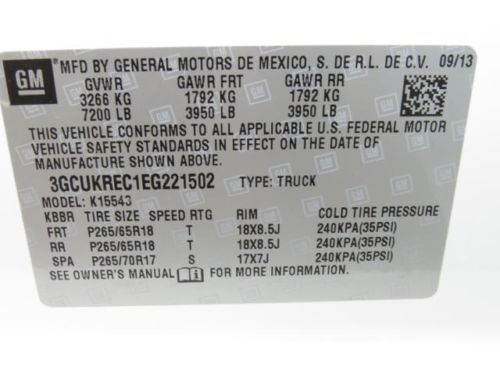 GM MFD BY GENERAL MOTORS DE MEXICO, S. DE R.L. DE C.V. 09/13
GVWR GAWR FRT GAWR RR
3266 KG 1792 KG 1792 KG
7200 LB 3950 LB 3950 LB
THIS VEHICLE CONFORMS TO ALL APPLICABLE U.S. FEDERAL MOTOR
VEHICLE SAFETY STANDARDS IN EFFECT ON THE DATE OF
MANUFACTURE SHOWN ABOVE.
3GCUKREC1EG221502 TYPE: TRUCK
MODEL: K15543
KBBR TIRE SIZE SPEED RTG RIM COLD TIRE PRESSURE
FRT P265/65R18 T 18X8.5J 240KPA(35PSI)
RR P265/65R18 T 18X8.5J 240KPA(35PSI)
SPA P265/70R17 S 17X7J 240KPA(35PSI)
SEE OWNER'S MANUAL FOR MORE INFORMATION.